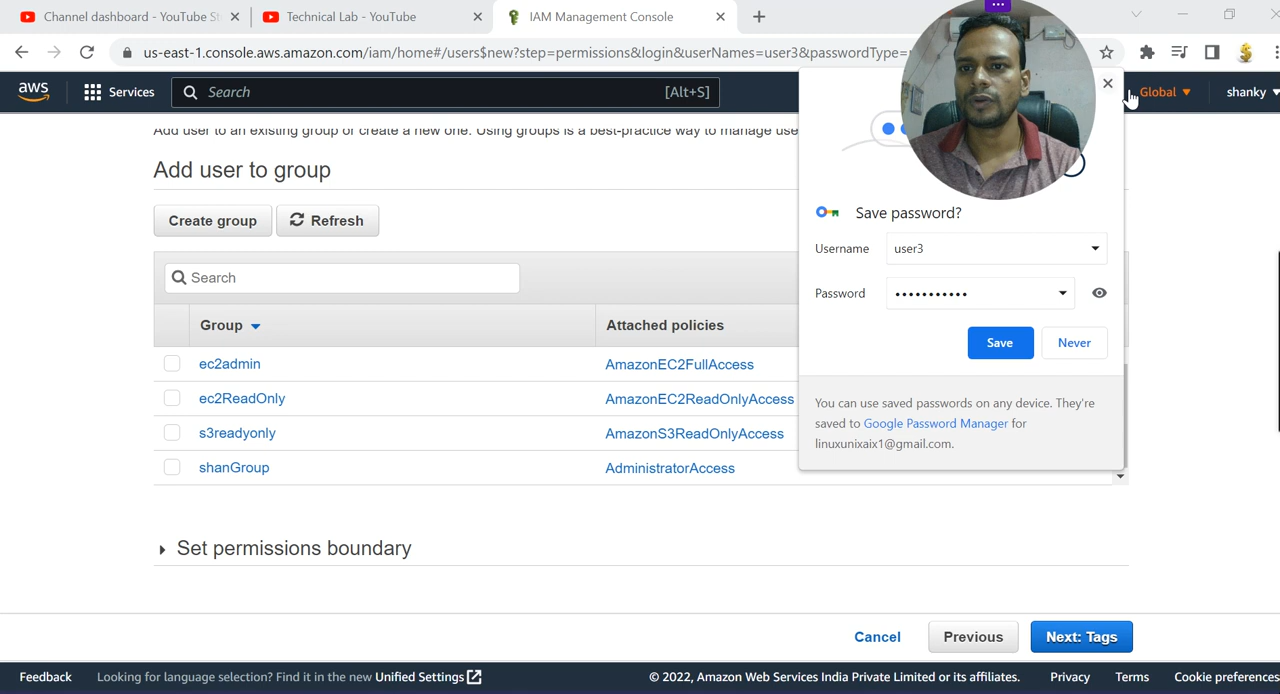 Channel dashboard - YouTube St
Technical Lab - YouTube
IAM Management Console
us-east-1.console.aws.amazon.com/iam/home#/users$new?step=permissions&login&userNames=user3&passwordType=
aws
Services
Search
[Alt+S]
Global
shanky
Add user to an existing group or create a new one. Using groups is a best-practice way to manage use
Add user to group
Create group
Refresh
Search
Group
Attached policies
ec2admin
AmazonEC2FullAccess
ec2ReadOnly
AmazonEC2ReadOnlyAccess
s3readyonly
AmazonS3ReadOnlyAccess
shanGroup
AdministratorAccess
Save password?
Username
user3
Password
•••••••••••
Save
Never
You can use saved passwords on any device. They're
saved to Google Password Manager for
linuxunixaix1@gmail.com.
Set permissions boundary
Cancel
Previous
Next: Tags
Feedback
Looking for language selection? Find it in the new Unified Settings
© 2022, Amazon Web Services India Private Limited or its affiliates.
Privacy
Terms
Cookie preferences